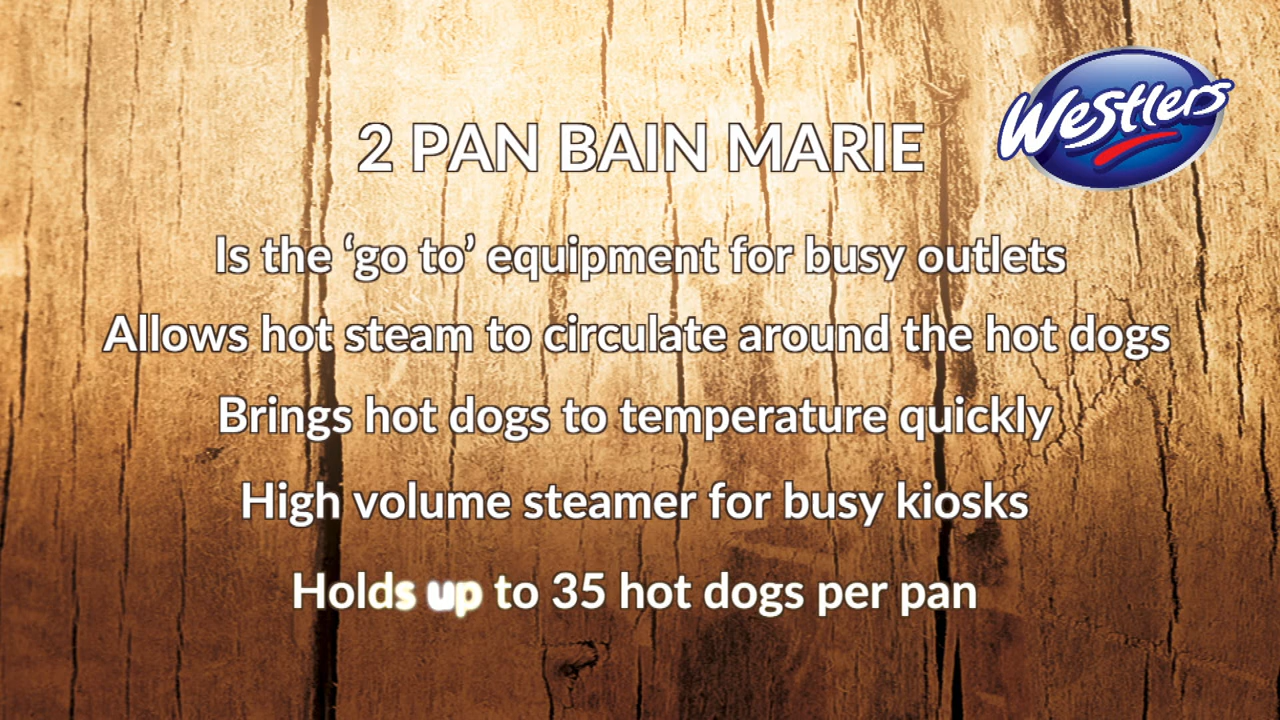 Westlers
2 PAN BAIN MARIE
Is the ‘go to’ equipment for busy outlets
Allows hot steam to circulate around the hot dogs
Brings hot dogs to temperature quickly
High volume steamer for busy kiosks
Holds up to 35 hot dogs per pan